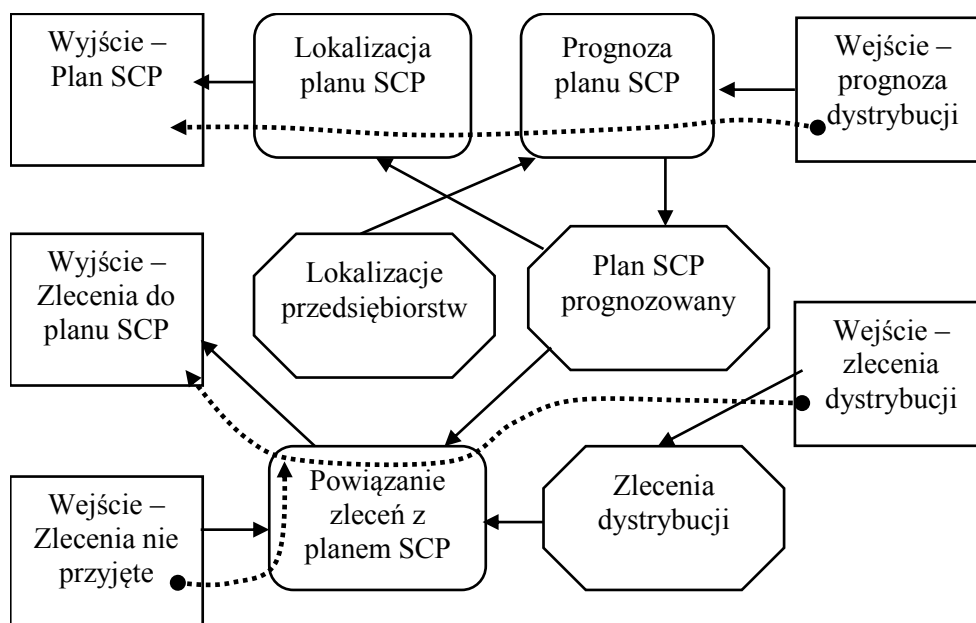 Wyjście –
Plan SCP
Lokalizacja
planu SCP
Prognoza
planu SCP
Wejście –
prognoza
dystrybucji
Wyjście –
Zlecenia do
planu SCP
Lokalizacje
przedsiębiorstw
Plan SCP
prognozowany
Wejście –
zlecenia
dystrybucji
Wejście –
Zlecenia nie
przyjęte
Powiązanie
zleceń z
planem SCP
Zlecenia
dystrybucji